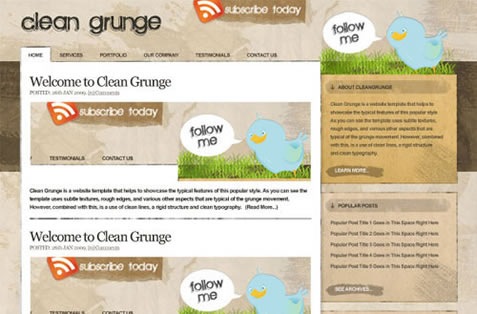 clean grunge
subscribe today
follow
me
HOME
SERVICES
PORTFOLIO
OUR COMPANY
TESTIMONIALS
CONTACT US
Welcome to Clean Grunge
POSTED: 26th JAN 2009, [2]Comments
subscribe today
follow
me
TESTIMONIALS
CONTACT US
Clean Grunge is a website template that helps to showcase the typical features of this popular style. As you can see the
template uses subtle textures, rough edges, and various other aspects that are typical of the grunge movement.
However, combined with this, is a use of clean lines, a rigid structure and clean typography. (Read More...)
Welcome to Clean Grunge
POSTED: 26th JAN 2009, [2]Comments
subscribe today
follow
me
ABOUT CLEANGRUNGE
Clean Grunge is a website template that helps to
showcase the typical features of this popular style.
As you can see the template uses subtle textures,
rough edges, and various other aspects that are
typical of the grunge movement. However, combined
with this, is a use of clean lines, a rigid structure
and clean typography.
LEARN MORE..
POPULAR POSTS
Popular Post Title 1 Goes in This Space Right Here
Popular Post Title 2 Goes in This Space Right Here
Popular Post Title 3 Goes in This Space Right Here
Popular Post Title 4 Goes in This Space Right Here
Popular Post Title 5 Goes in This Space Right Here
SEE ARCHIVES..